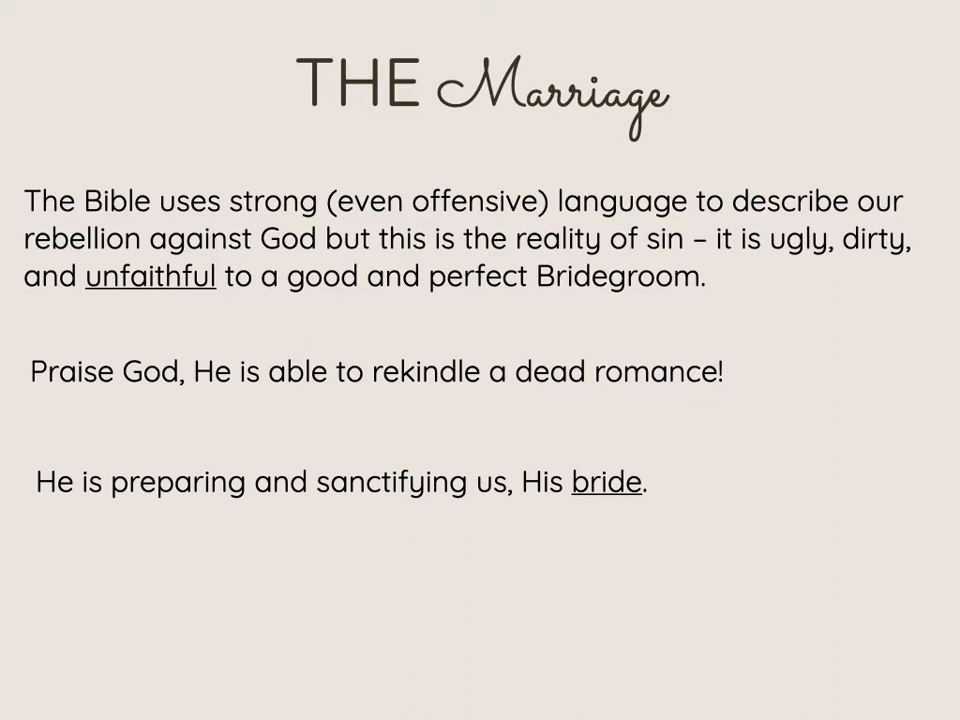 THE Marriage
The Bible uses strong (even offensive) language to describe our
rebellion against God but this is the reality of sin – it is ugly, dirty,
and unfaithful to a good and perfect Bridegroom.
Praise God, He is able to rekindle a dead romance!
He is preparing and sanctifying us, His bride.